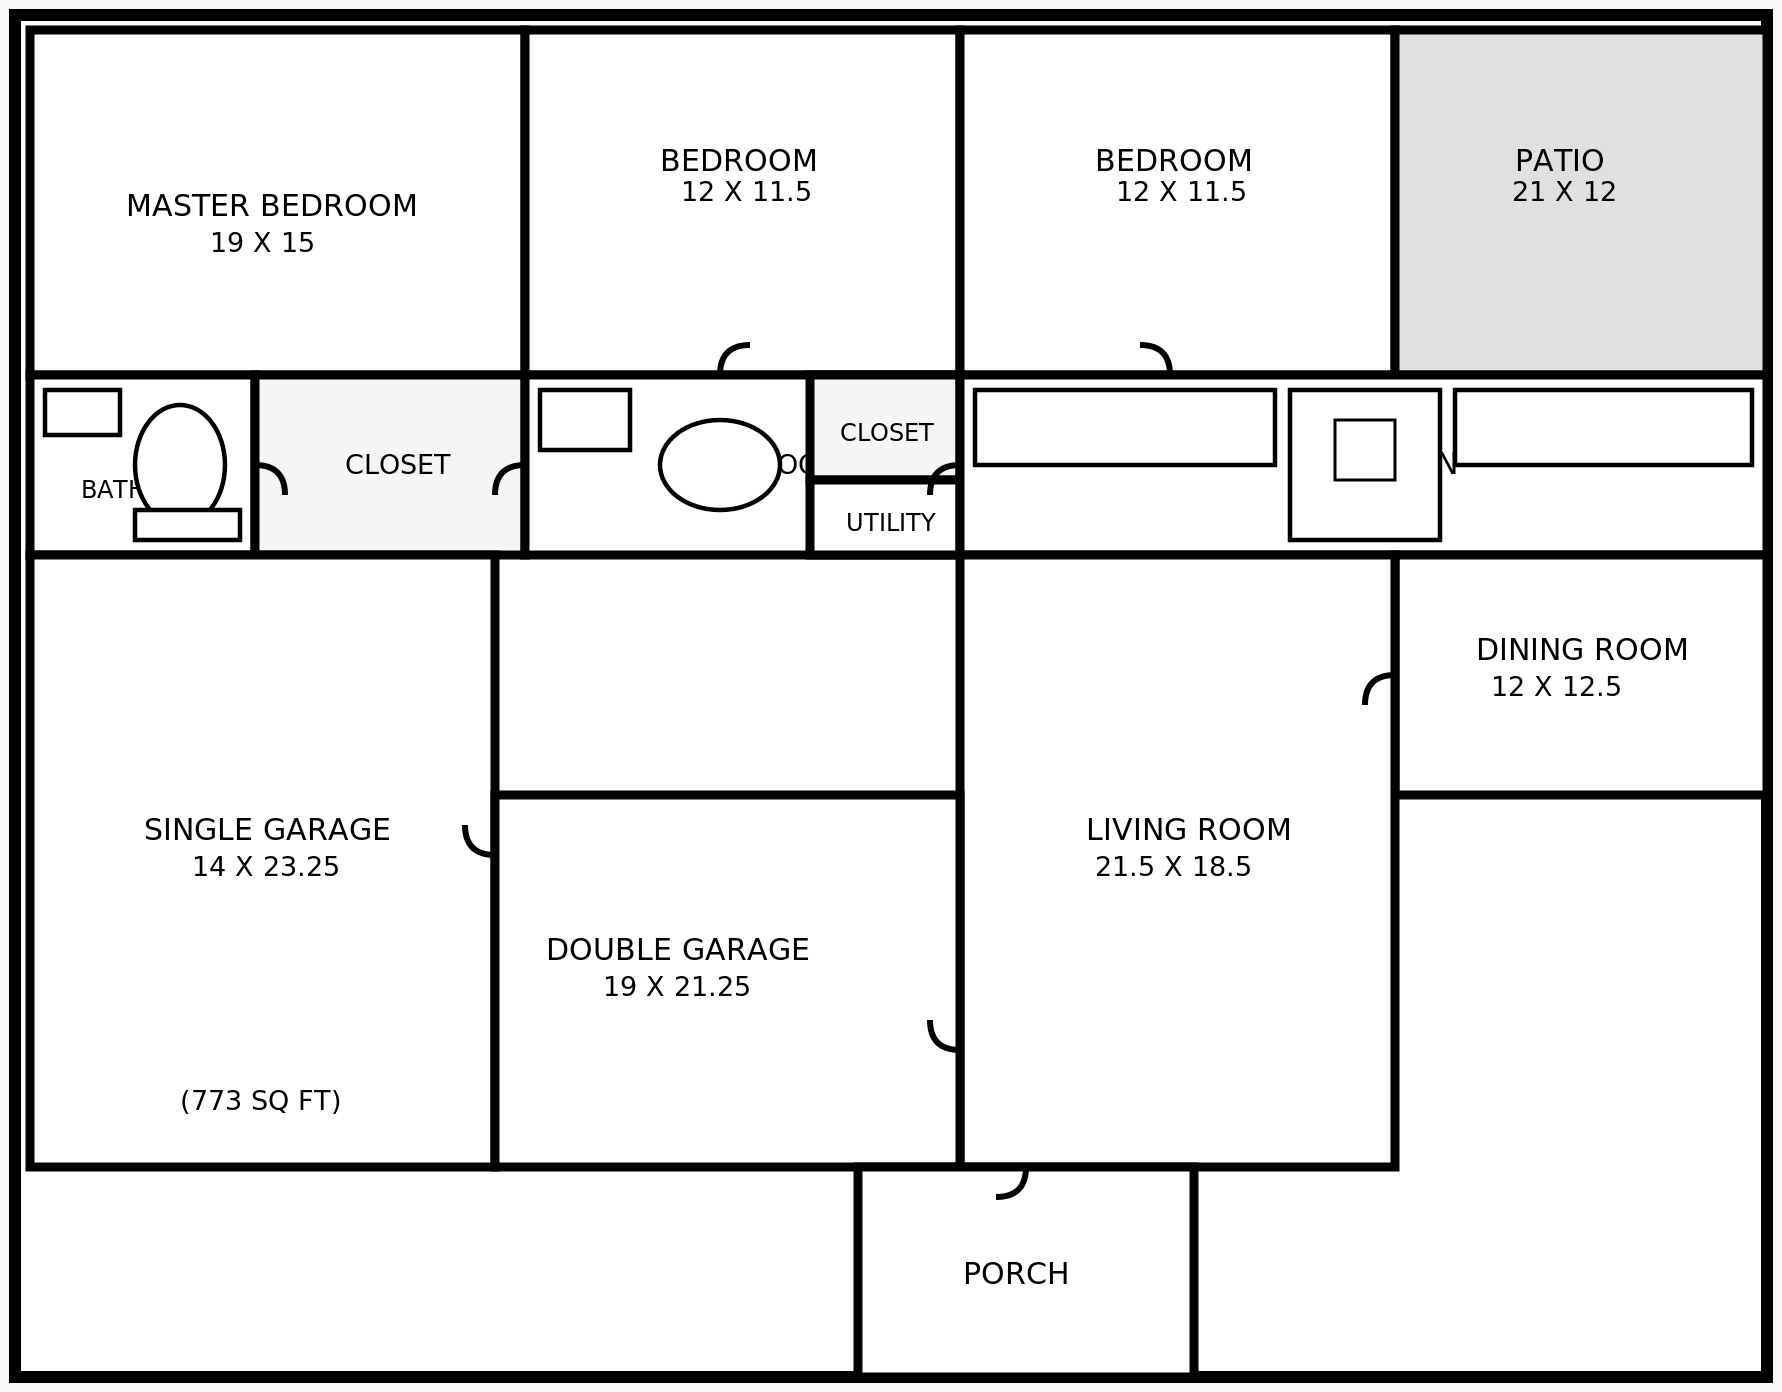 BEDROOM
12 X 11.5
BEDROOM
12 X 11.5
PATIO
21 X 12
MASTER BEDROOM
19 X 15
CLOSET
CLOSET
UTILITY
DINING ROOM
12 X 12.5
SINGLE GARAGE
14 X 23.25
LIVING ROOM
21.5 X 18.5
DOUBLE GARAGE
19 X 21.25
(773 SQ FT)
PORCH